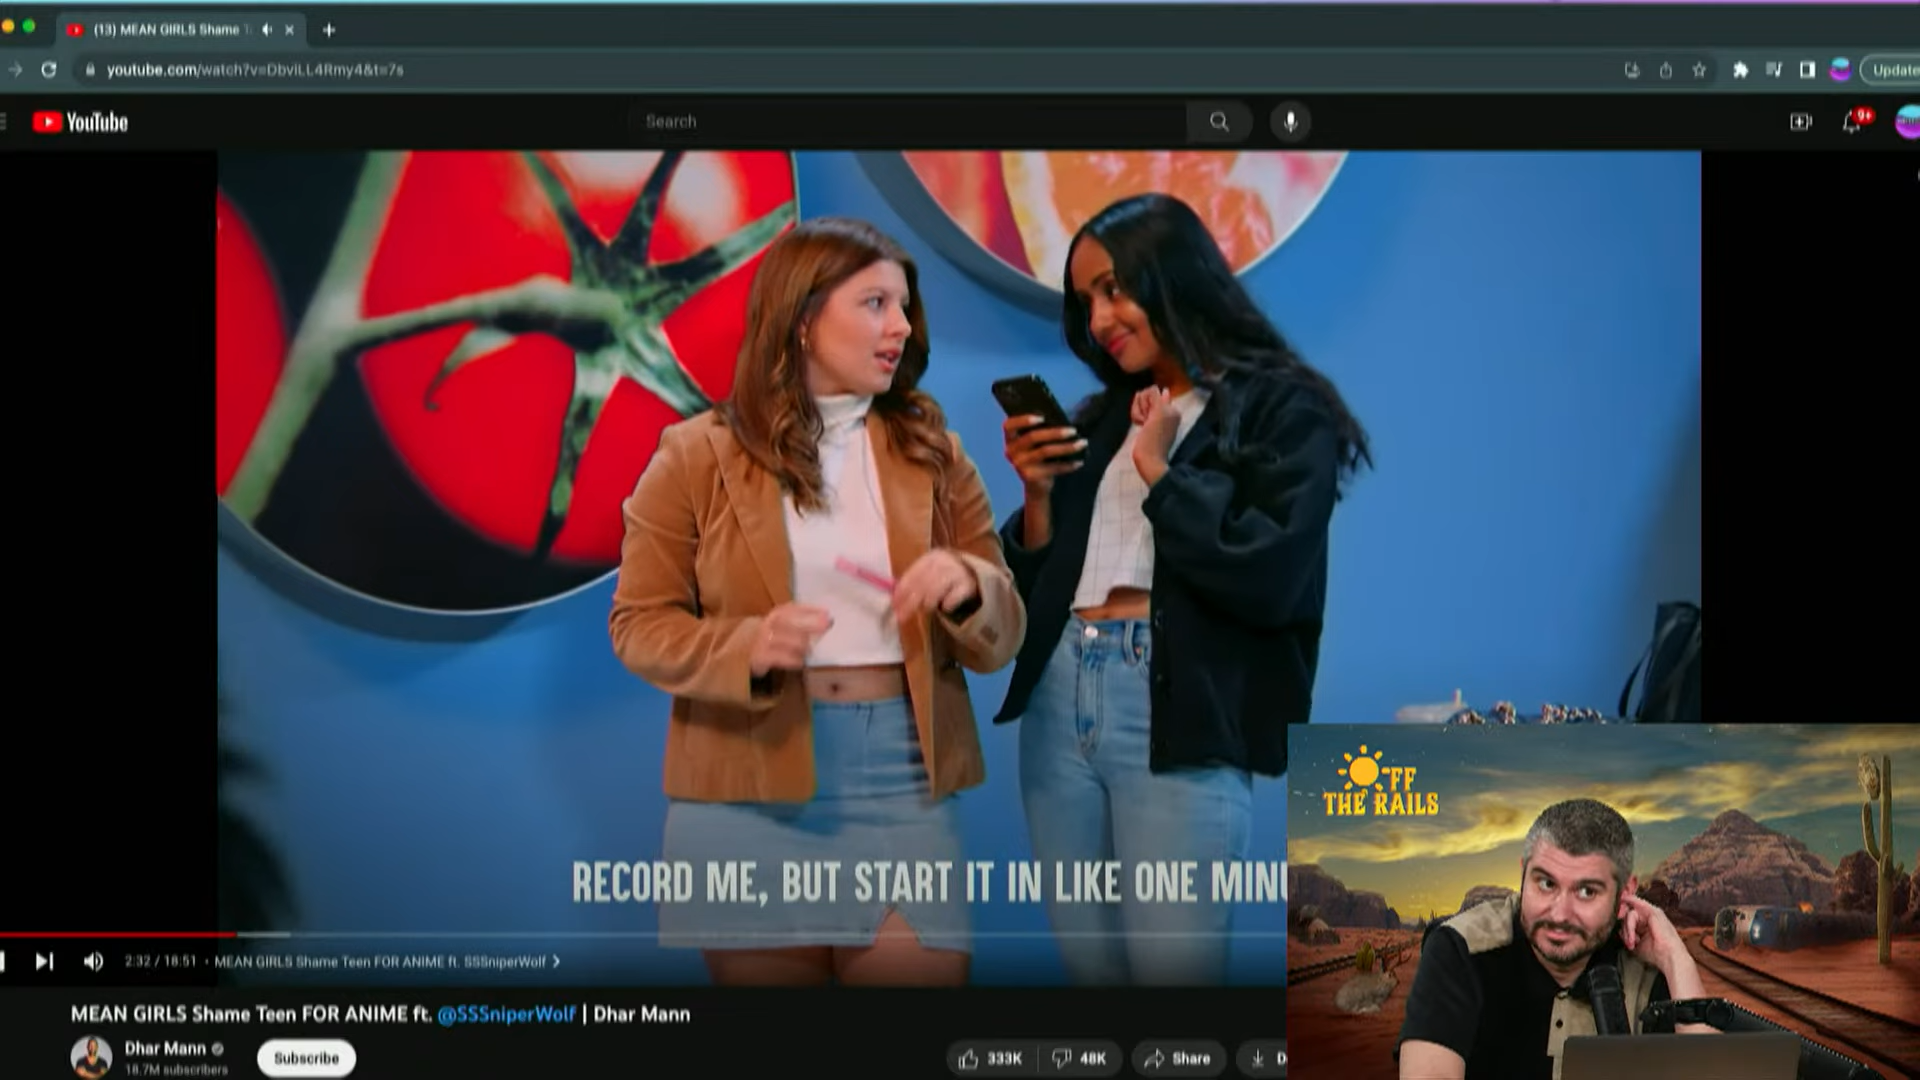 (13) MEAN GIRLS Shame T
youtube.com/watch?v=DbviLL4Rmy4&t=7s
Update
YouTube
Search
9+
RECORD ME, BUT START IT IN LIKE ONE MINU
OFF
THE RAILS
2:32 / 18:51 • MEAN GIRLS Shame Teen FOR ANIME ft. SSSniperWolf >
MEAN GIRLS Shame Teen FOR ANIME ft. @SSSniperWolf | Dhar Mann
Dhar Mann
18.7M subscribers
Subscribe
333K
48K
Share
D